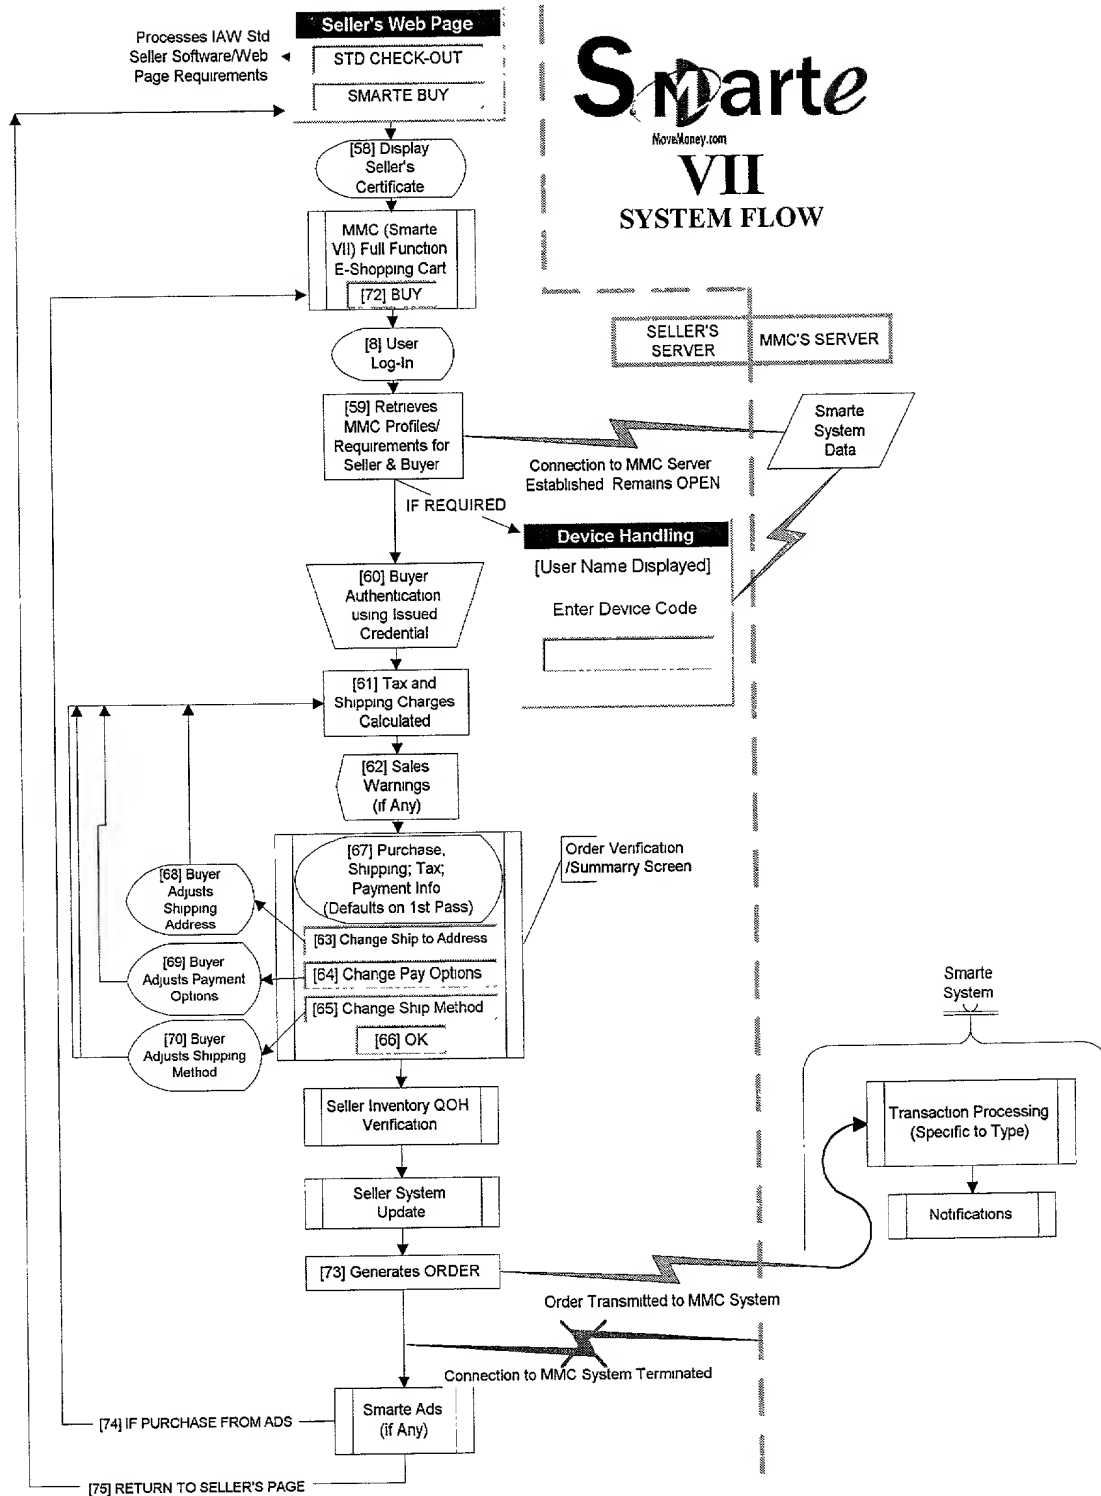 Seller's Web Page
Processes IAW Std
Seller Software/Web
Page Requirements
STD CHECK-OUT
SMARTE BUY
Smarte
MoveMoney.com
VII
SYSTEM FLOW
[58] Display
Seller's
Certificate
MMC (Smarte
VII) Full Function
E-Shopping Cart
[72] BUY
SELLER'S
SERVER
MMC'S SERVER
[8] User
Log-In
[59] Retrieves
MMC Profiles/
Requirements for
Seller & Buyer
Smarte
System
Data
Connection to MMC Server
Established Remains OPEN
IF REQUIRED
Device Handling
[User Name Displayed]
Enter Device Code
[60] Buyer
Authentication
using Issued
Credential
[61] Tax and
Shipping Charges
Calculated
[62] Sales
Warnings
(if Any)
[67] Purchase,
Shipping; Tax;
Payment Info
(Defaults on 1st Pass)
Order Verification
/Summarry Screen
[68] Buyer
Adjusts
Shipping
Address
[63] Change Ship to Address
[69] Buyer
Adjusts Payment
Options
[64] Change Pay Options
[65] Change Ship Method
[70] Buyer
Adjusts Shipping
Method
[66] OK
Smarte
System
Seller Inventory QOH
Verification
Transaction Processing
(Specific to Type)
Seller System
Update
Notifications
[73] Generates ORDER
Order Transmitted to MMC System
Connection to MMC System Terminated
Smarte Ads
(if Any)
[74] IF PURCHASE FROM ADS
[75] RETURN TO SELLER'S PAGE